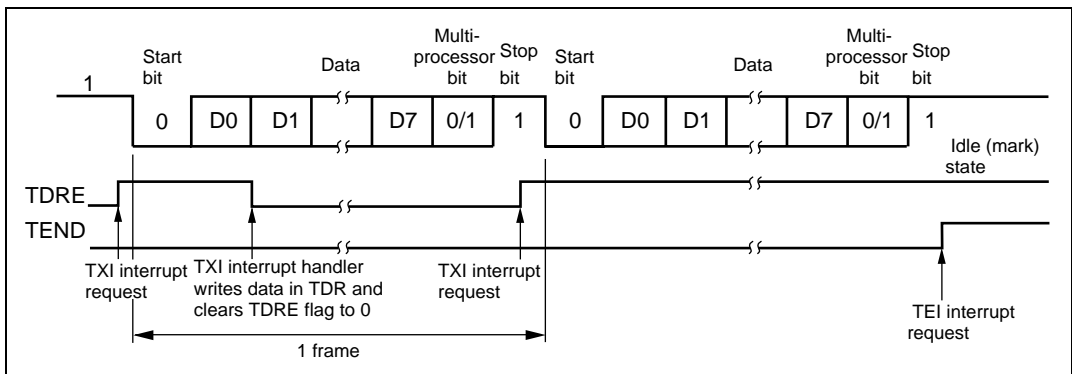 Start
bit
Data
Multi-
processor
bit
Stop
bit
Start
bit
Data
Multi-
processor
bit
Stop
bit
1
0 D0 D1 D7 0/1 1 0 D0 D1 D7 0/1 1
Idle (mark)
state
TDRE
TEND
TXI interrupt
request
TXI interrupt handler
writes data in TDR and
clears TDRE flag to 0
TXI interrupt
request
TEI interrupt
request
1 frame